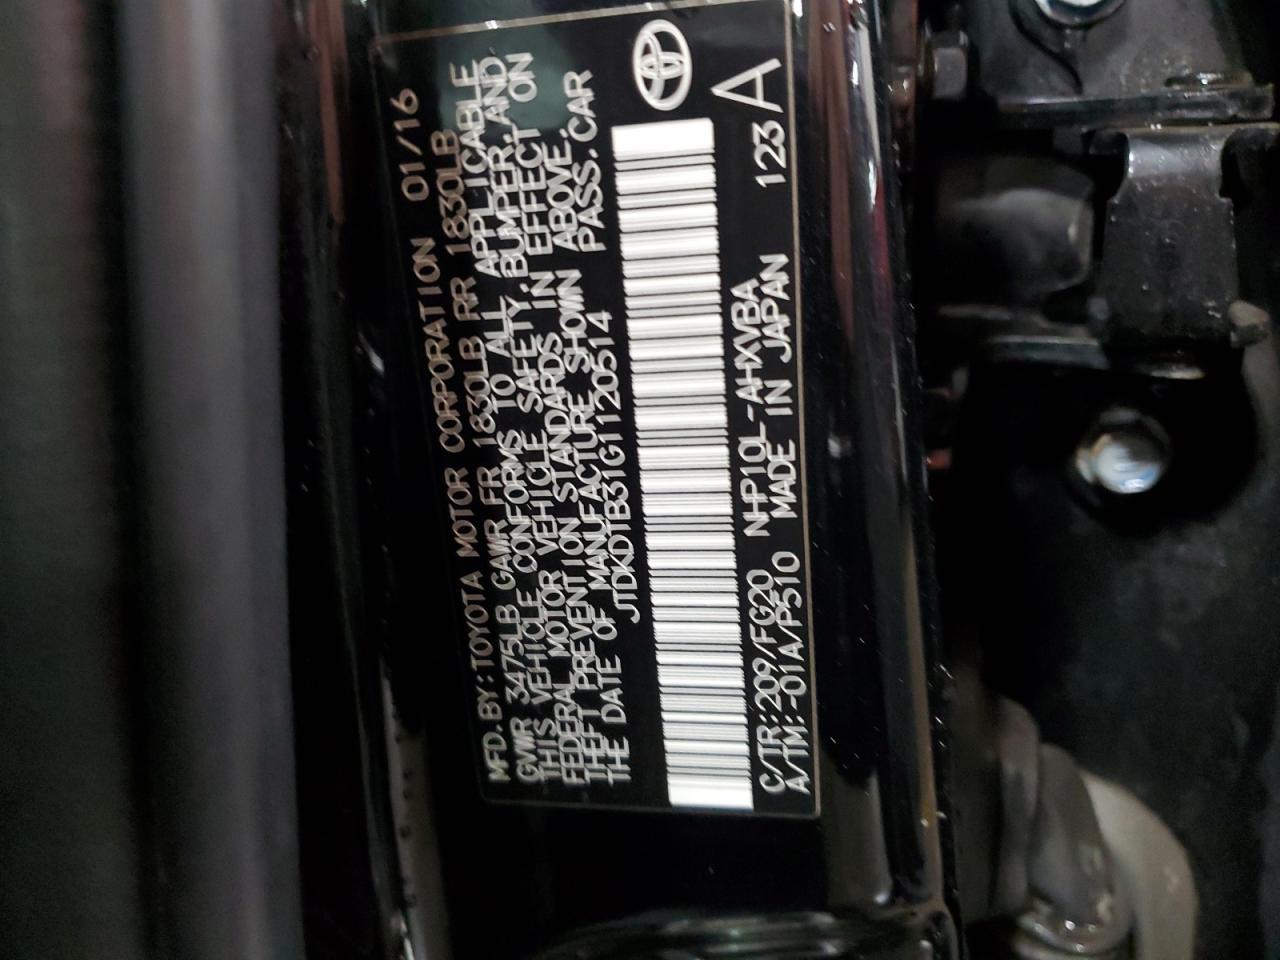 MFD. BY: TOYOTA MOTOR CORPORATION 01/16
GVWR 3475LB GAWR FR 1830LB RR 1830LB
THIS VEHICLE CONFORMS TO ALL APPLICABLE
FEDERAL MOTOR VEHICLE SAFETY, BUMPER, AND
THEFT PREVENTION STANDARDS IN EFFECT ON
THE DATE OF MANUFACTURE SHOWN ABOVE.
JTDKDTB31G1120514 PASS. CAR
C/TR: 209/FG20 NHP10L-AHXVBA
A/TM: -01A/P510 MADE IN JAPAN 123 A